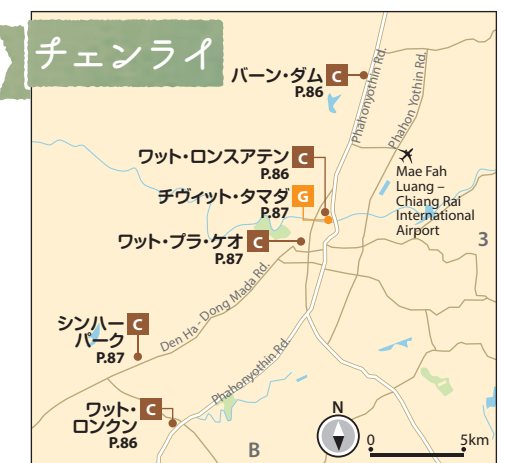 チェンライ
バーン・ダム C
P.86
Phahonyothin Rd.
Phahon Yothin Rd.
ワット・ロンスアテン C
P.86
Mae Fah
Luang –
Chiang Rai
International
Airport
チヴィット・タマダ G
P.87
ワット・プラ・ケオ C
P.87
3
Den Ha - Dong Mada Rd.
シンハー C
パーク
P.87
Phahonyothin Rd.
ワット・ C
ロンクン
P.86
B
N
0 5km